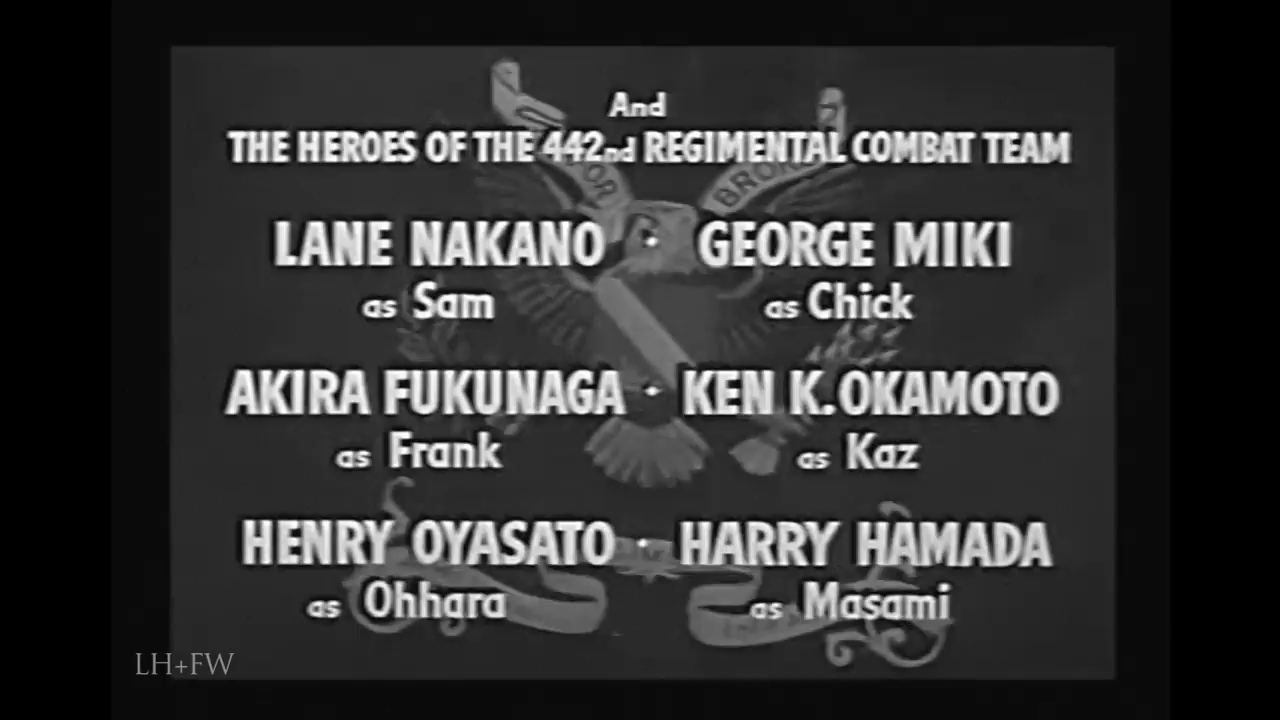 And
THE HEROES OF THE 442nd REGIMENTAL COMBAT TEAM
LANE NAKANO · GEORGE MIKI
as Sam as Chick
AKIRA FUKUNAGA · KEN K. OKAMOTO
as Frank as Kaz
HENRY OYASATO · HARRY HAMADA
as Ohhara as Masami
LH+FW